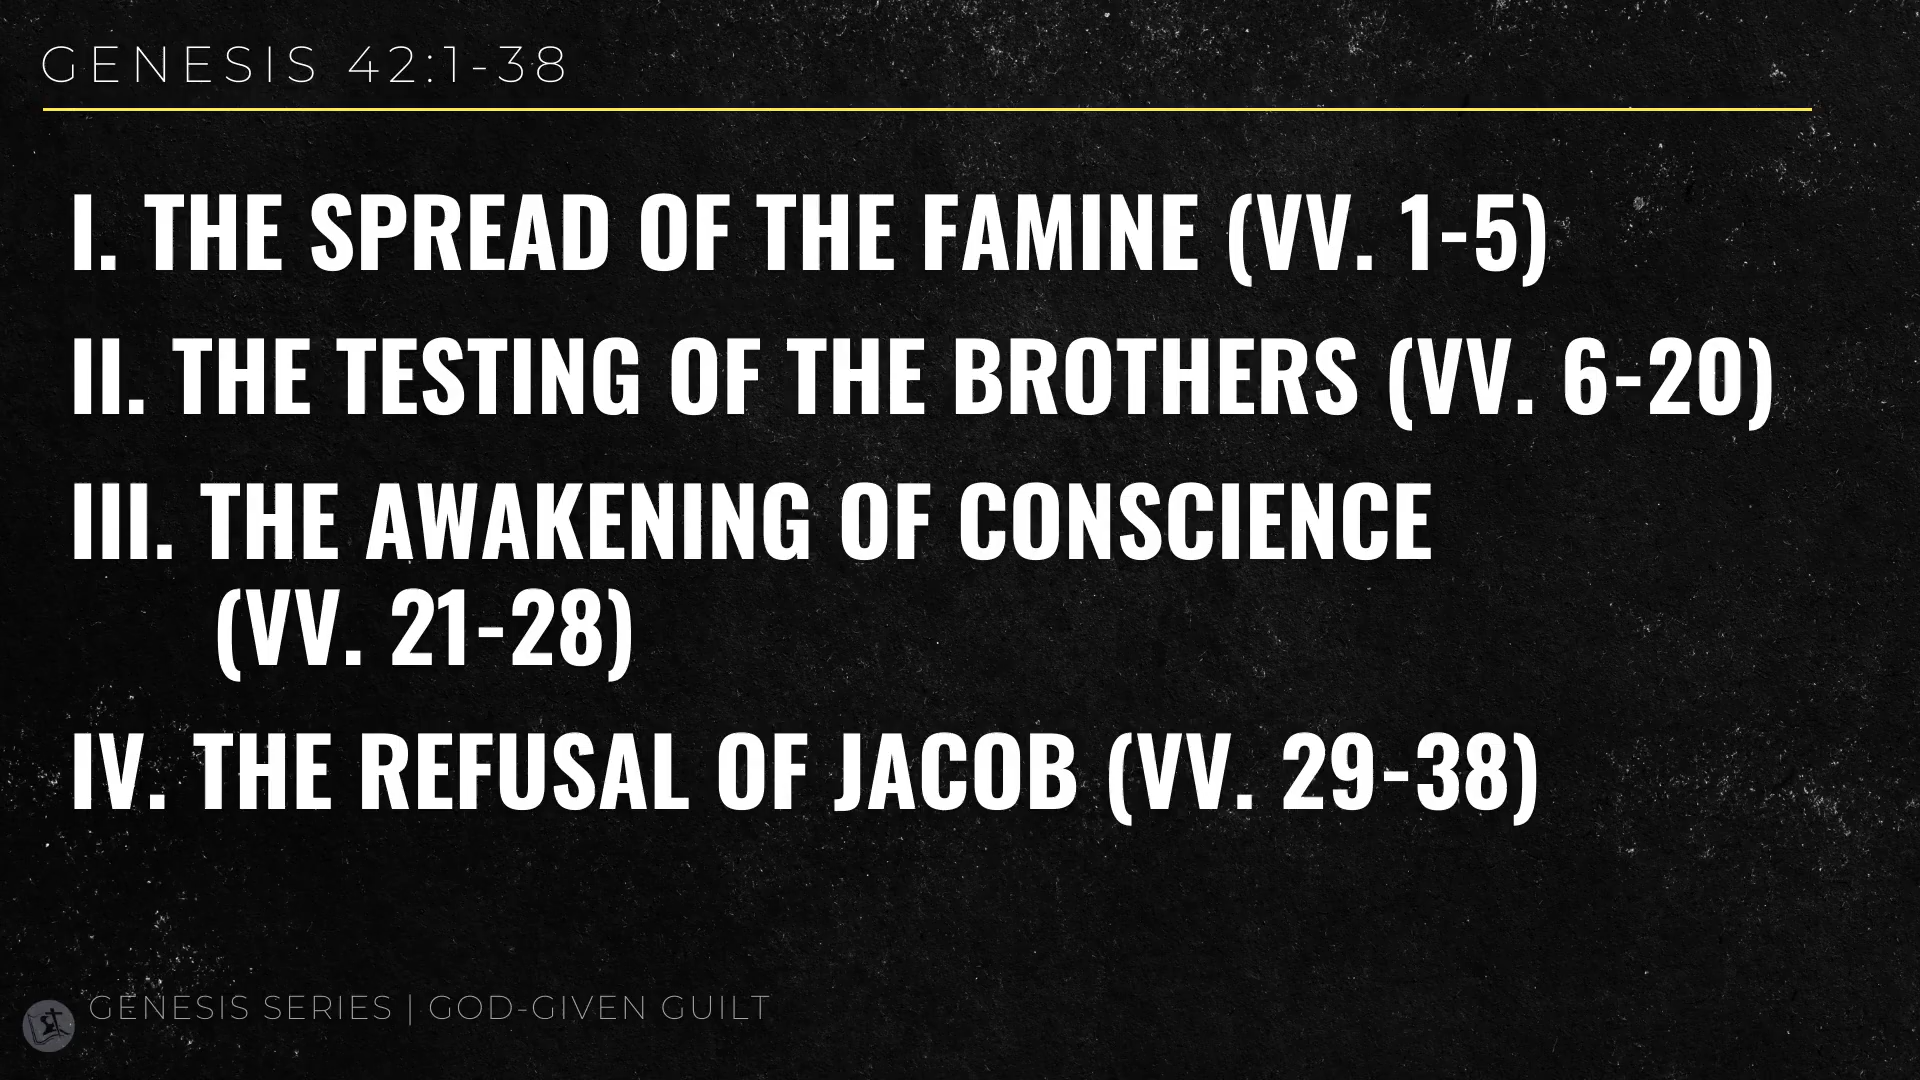 GENESIS 42:1-38
I. THE SPREAD OF THE FAMINE (VV. 1-5)
II. THE TESTING OF THE BROTHERS (VV. 6-20)
III. THE AWAKENING OF CONSCIENCE
(VV. 21-28)
IV. THE REFUSAL OF JACOB (VV. 29-38)
GENESIS SERIES | GOD-GIVEN GUILT